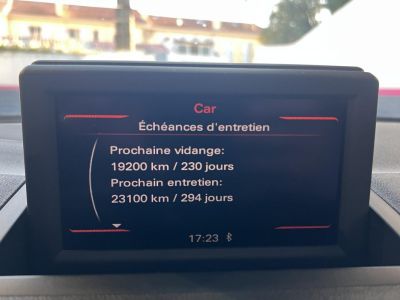 Car
Échéances d'entretien
Prochaine vidange:
19200 km / 230 jours
Prochain entretien:
23100 km / 294 jours
17:23